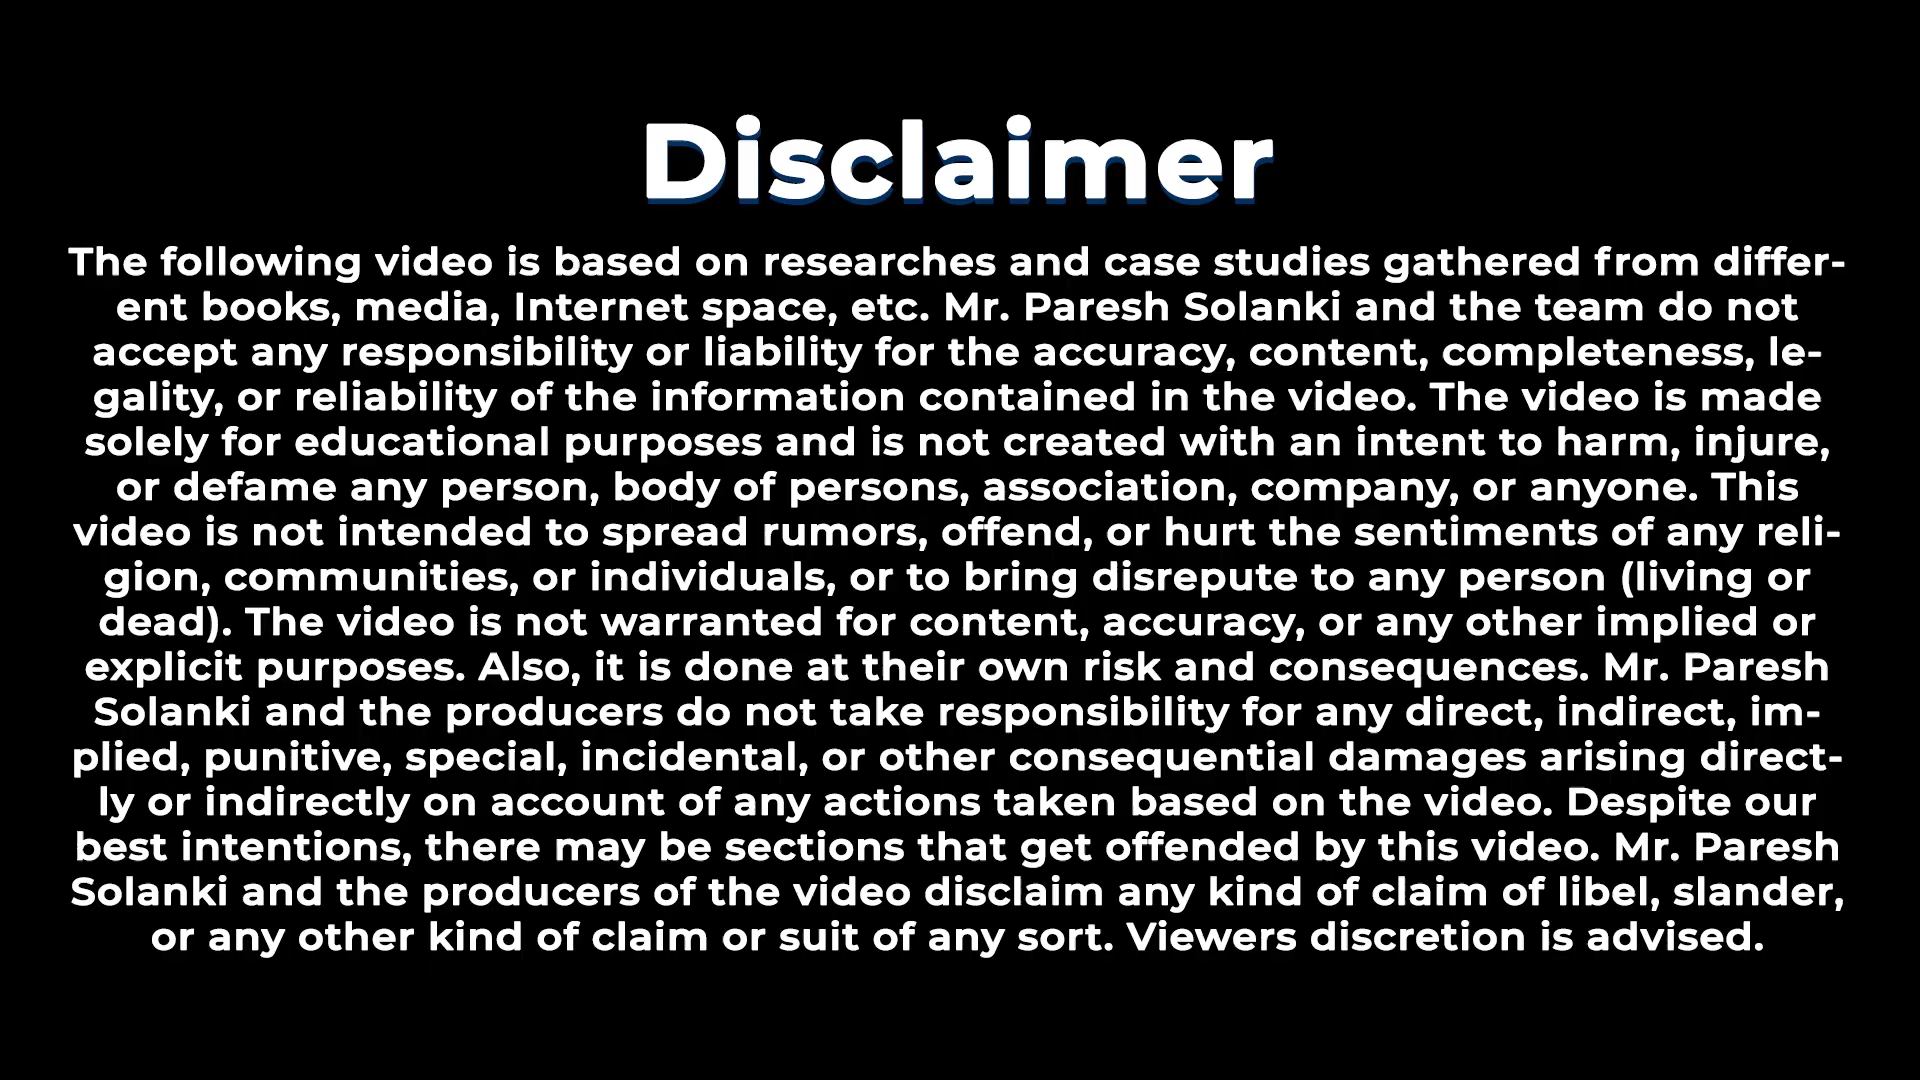 Disclaimer
The following video is based on researches and case studies gathered from differ-
ent books, media, Internet space, etc. Mr. Paresh Solanki and the team do not
accept any responsibility or liability for the accuracy, content, completeness, le-
gality, or reliability of the information contained in the video. The video is made
solely for educational purposes and is not created with an intent to harm, injure,
or defame any person, body of persons, association, company, or anyone. This
video is not intended to spread rumors, offend, or hurt the sentiments of any reli-
gion, communities, or individuals, or to bring disrepute to any person (living or
dead). The video is not warranted for content, accuracy, or any other implied or
explicit purposes. Also, it is done at their own risk and consequences. Mr. Paresh
Solanki and the producers do not take responsibility for any direct, indirect, im-
plied, punitive, special, incidental, or other consequential damages arising direct-
ly or indirectly on account of any actions taken based on the video. Despite our
best intentions, there may be sections that get offended by this video. Mr. Paresh
Solanki and the producers of the video disclaim any kind of claim of libel, slander,
or any other kind of claim or suit of any sort. Viewers discretion is advised.